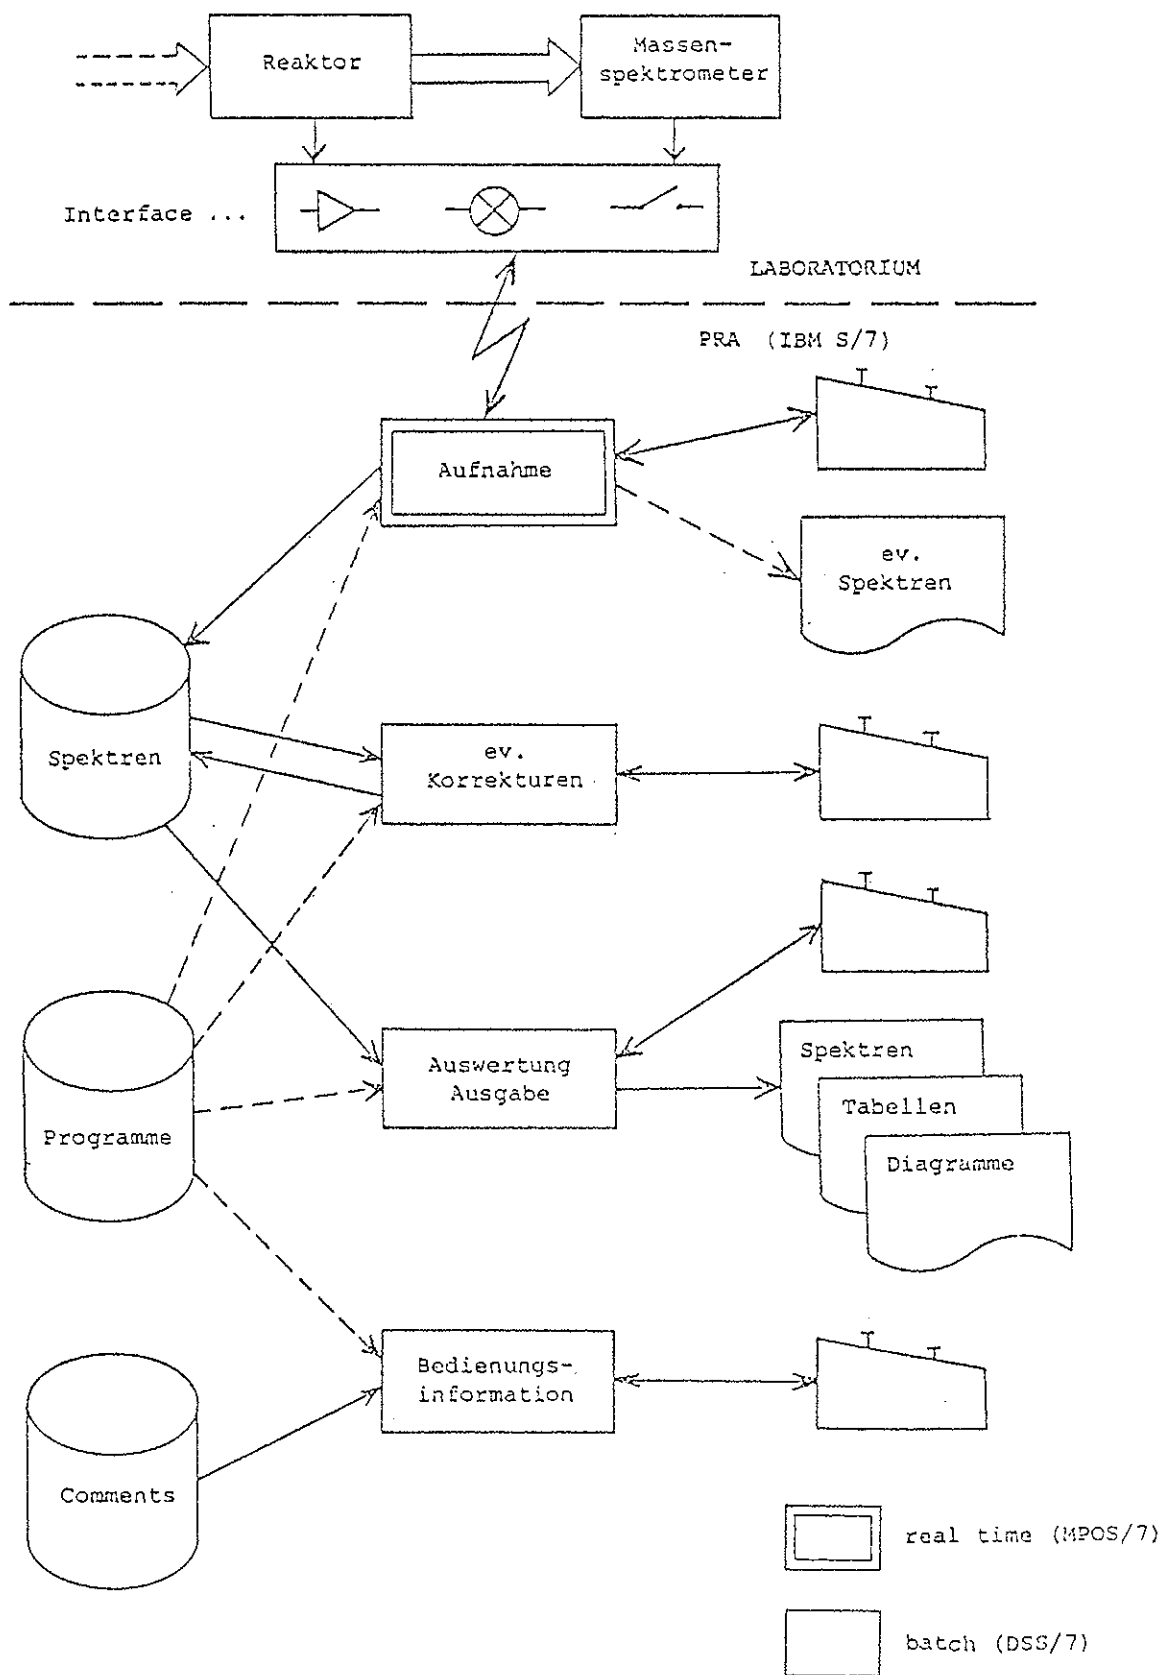 Reaktor
Massen-
spektrometer
Interface ...
LABORATORIUM
PRA (IBM S/7)
Aufnahme
ev.
Spektren
Spektren
ev.
Korrekturen
Auswertung
Ausgabe
Spektren
Tabellen
Diagramme
Programme
Bedienungs-
information
Comments
real time (MPOS/7)
batch (DSS/7)